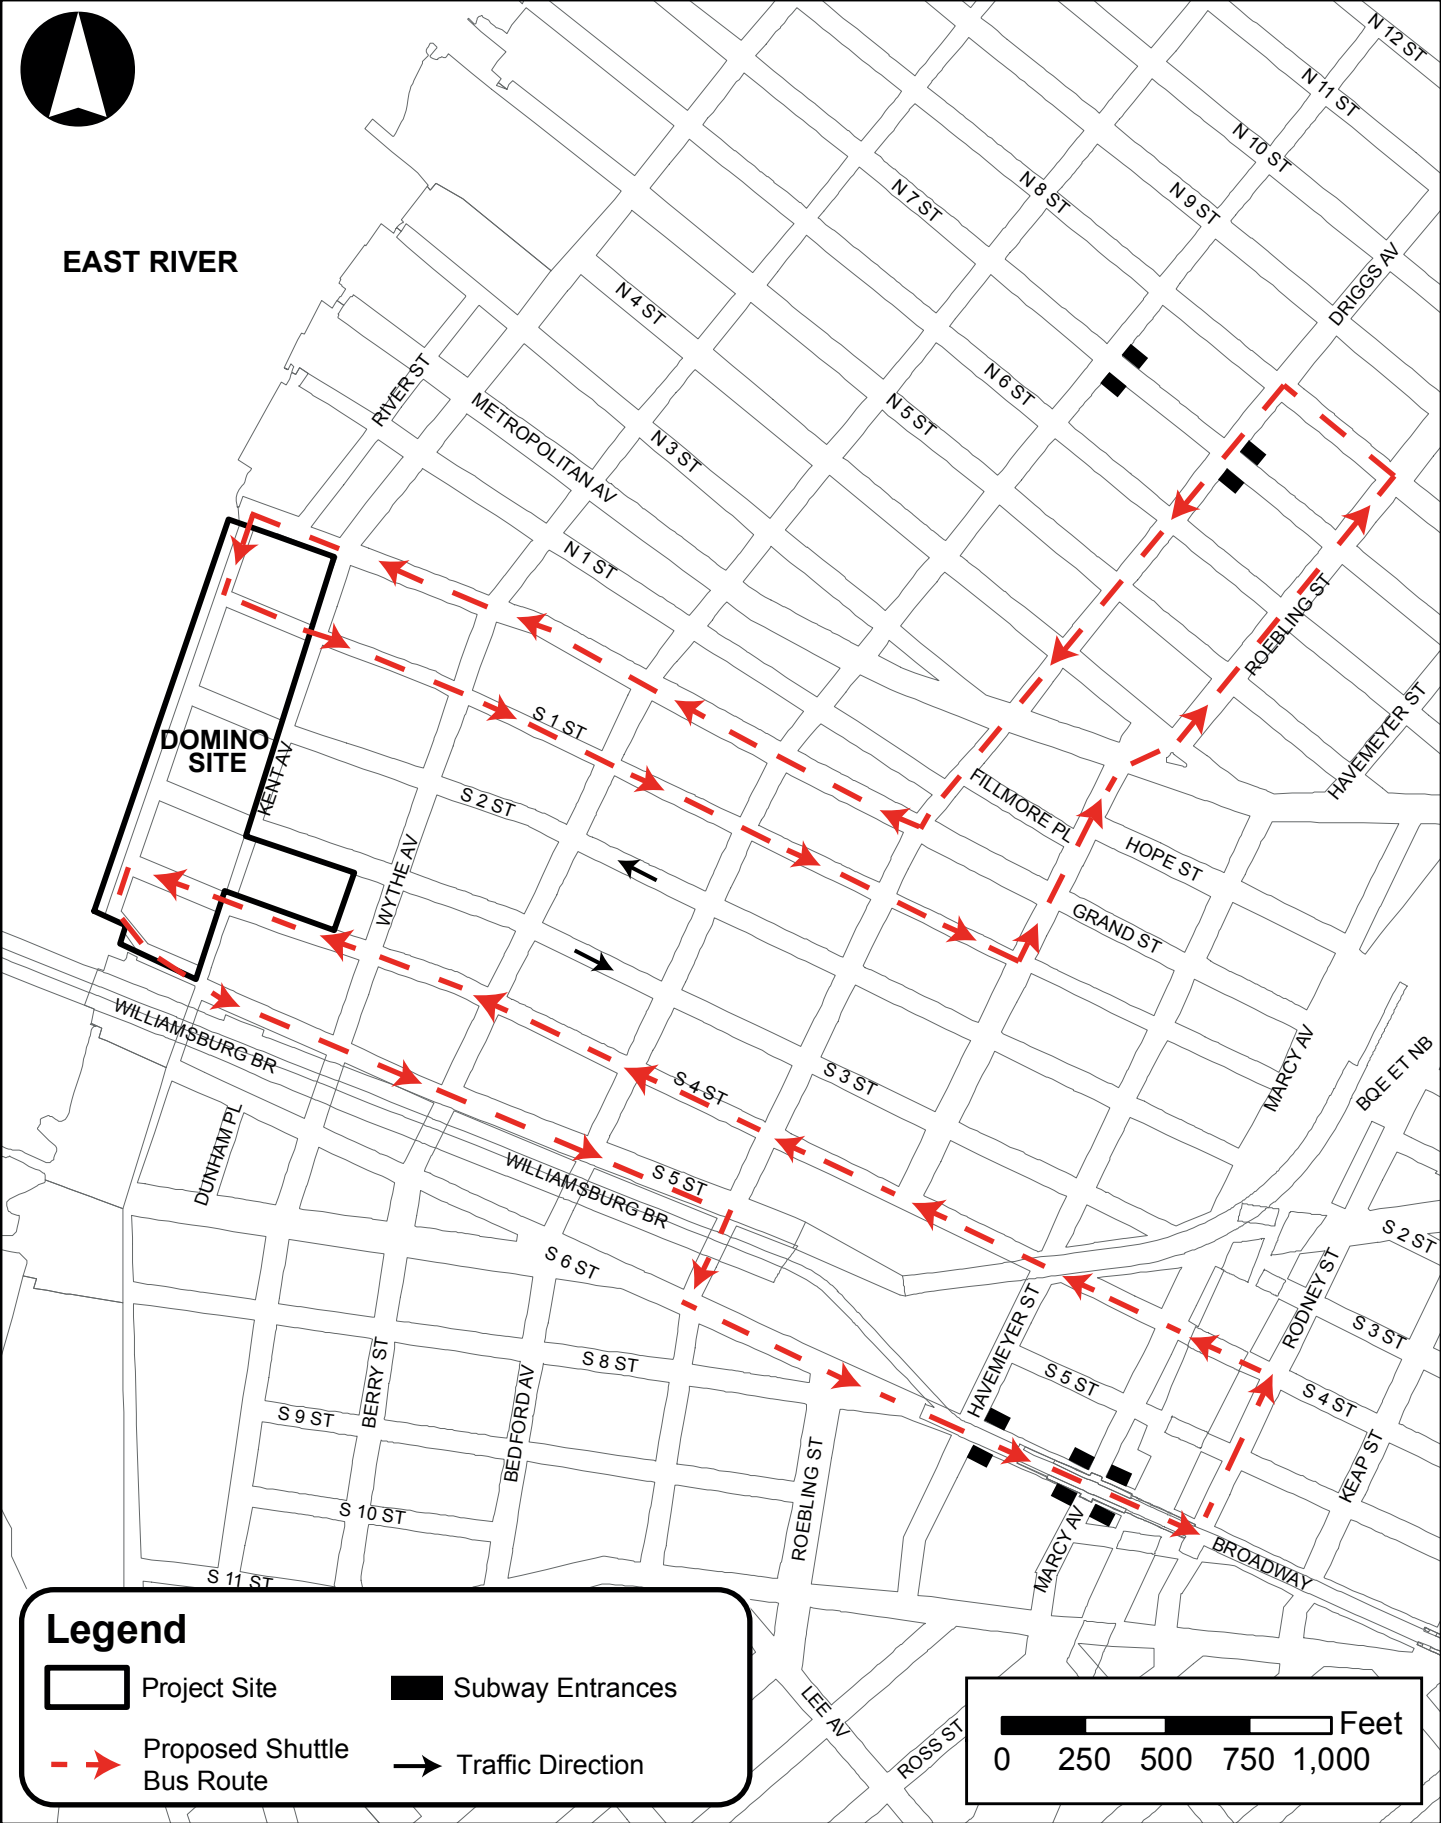 N 12 ST
N 11 ST
N 10 ST
N 9 ST
N 8 ST
N 7 ST
EAST RIVER
DRIGGS AV
N 4 ST
RIVER ST
N 6 ST
N 5 ST
METROPOLITAN AV
N 3 ST
N 1 ST
ROEBLING ST
HAVEMEYER ST
S 1 ST
DOMINO
SITE
KENT AV
S 2 ST
FILLMORE PL
HOPE ST
WYTHE AV
GRAND ST
WILLIAMSBURG BR
S 4 ST
S 3 ST
MARCY AV
BQE ET NB
DUNHAM PL
WILLIAMSBURG BR
S 5 ST
S 6 ST
S 2 ST
RODNEY ST
S 3 ST
HAVEMEYER ST
S 8 ST
S 5 ST
S 4 ST
BERRY ST
BEDFORD AV
S 9 ST
ROEBLING ST
KEAP ST
S 10 ST
MARCY AV
BROADWAY
S 11 ST
LEE AV
ROSS ST
Legend
Project Site
Subway Entrances
Proposed Shuttle
Bus Route
Traffic Direction
Feet
0 250 500 750 1,000